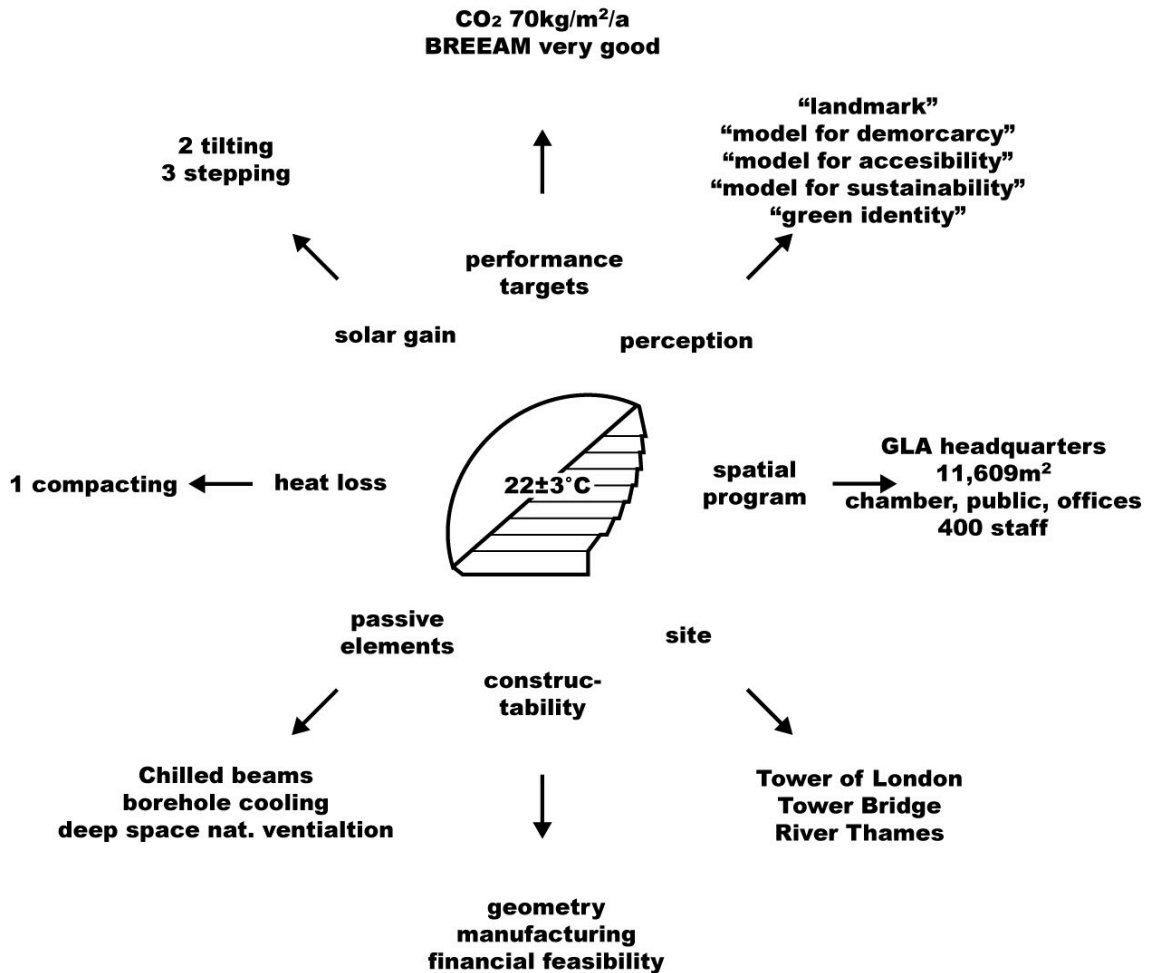 CO₂ 70kg/m²/a
BREEAM very good
“landmark”
“model for demorcarcy”
“model for accesibility”
“model for sustainability”
“green identity”
2 tilting
3 stepping
performance
targets
solar gain
perception
1 compacting
heat loss
22±3°C
spatial
program
GLA headquarters
11,609m²
chamber, public, offices
400 staff
passive
elements
site
construc-
tability
Chilled beams
borehole cooling
deep space nat. ventialtion
Tower of London
Tower Bridge
River Thames
geometry
manufacturing
financial feasibility